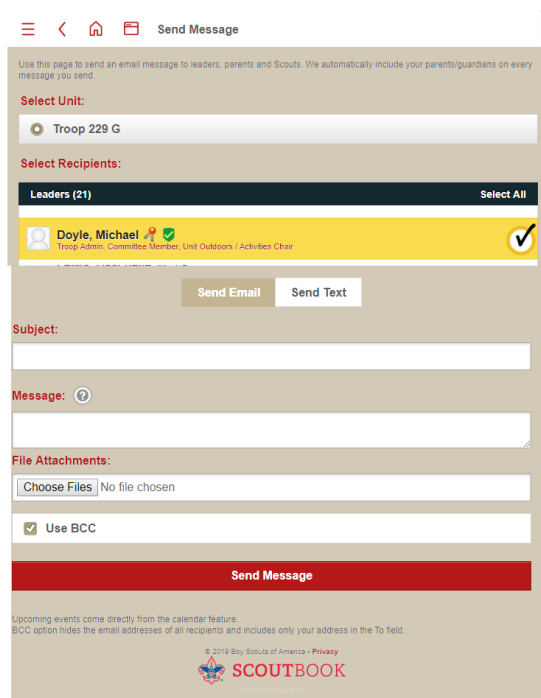 Send Message
Use this page to send an email message to leaders, parents and Scouts. We automatically include your parents/guardians on every
message you send.
Select Unit:
Troop 229 G
Select Recipients:
Leaders (21) Select All
Doyle, Michael
Troop Admin, Committee Member, Unit Outdoors / Activities Chair
Send Email Send Text
Subject:
Message: ?
File Attachments:
Choose Files No file chosen
Use BCC
Send Message
Upcoming events come directly from the calendar feature.
BCC option hides the email addresses of all recipients and includes only your address in the To field.
© 2019 Boy Scouts of America • Privacy
SCOUTBOOK